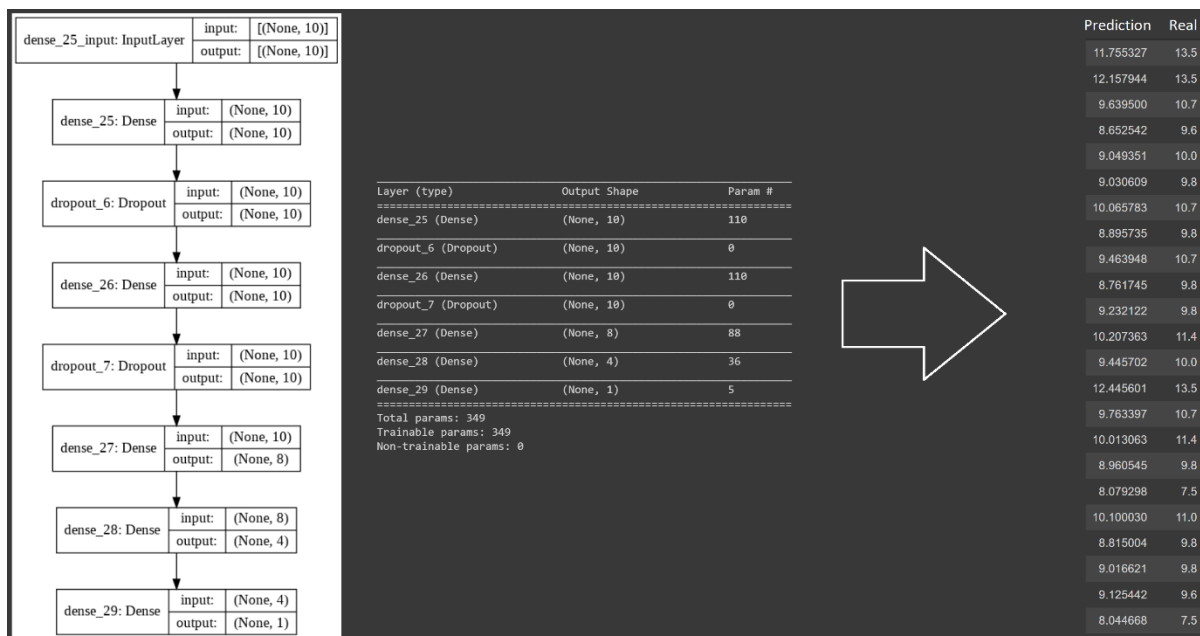 dense_25_input: InputLayer
input: [(None, 10)]
output: [(None, 10)]
dense_25: Dense
input: (None, 10)
output: (None, 10)
dropout_6: Dropout
input: (None, 10)
output: (None, 10)
dense_26: Dense
input: (None, 10)
output: (None, 10)
dropout_7: Dropout
input: (None, 10)
output: (None, 10)
dense_27: Dense
input: (None, 10)
output: (None, 8)
dense_28: Dense
input: (None, 8)
output: (None, 4)
dense_29: Dense
input: (None, 4)
output: (None, 1)
Layer (type) Output Shape Param #
dense_25 (Dense) (None, 10) 110
dropout_6 (Dropout) (None, 10) 0
dense_26 (Dense) (None, 10) 110
dropout_7 (Dropout) (None, 10) 0
dense_27 (Dense) (None, 8) 88
dense_28 (Dense) (None, 4) 36
dense_29 (Dense) (None, 1) 5
Total params: 349
Trainable params: 349
Non-trainable params: 0
Prediction Real
11.755327 13.5
12.157944 13.5
9.639500 10.7
8.652542 9.6
9.049351 10.0
9.030609 9.8
10.065783 10.7
8.895735 9.8
9.463948 10.7
8.761745 9.8
9.232122 9.8
10.207363 11.4
9.445702 10.0
12.445601 13.5
9.763397 10.7
10.013063 11.4
8.960545 9.8
8.079298 7.5
10.100030 11.0
8.815004 9.8
9.016621 9.8
9.125442 9.6
8.044668 7.5